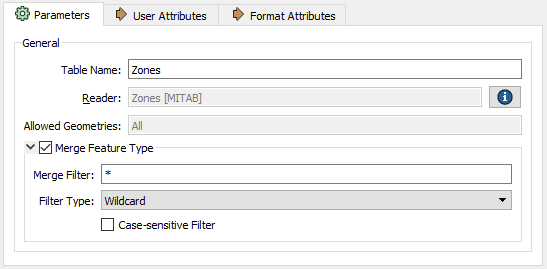 Parameters User Attributes Format Attributes
General
Table Name: Zones
Reader: Zones [MITAB]
Allowed Geometries: All
Merge Feature Type
Merge Filter: *
Filter Type: Wildcard
Case-sensitive Filter